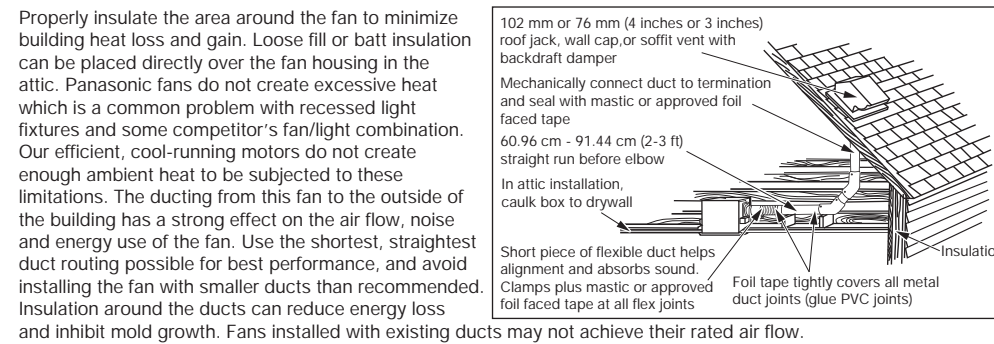 Properly insulate the area around the fan to minimize
building heat loss and gain. Loose fill or batt insulation
can be placed directly over the fan housing in the
attic. Panasonic fans do not create excessive heat
which is a common problem with recessed light
fixtures and some competitor's fan/light combination.
Our efficient, cool-running motors do not create
enough ambient heat to be subjected to these
limitations. The ducting from this fan to the outside of
the building has a strong effect on the air flow, noise
and energy use of the fan. Use the shortest, straightest
duct routing possible for best performance, and avoid
installing the fan with smaller ducts than recommended.
Insulation around the ducts can reduce energy loss
and inhibit mold growth. Fans installed with existing ducts may not achieve their rated air flow.
102 mm or 76 mm (4 inches or 3 inches)
roof jack, wall cap,or soffit vent with
backdraft damper
Mechanically connect duct to termination
and seal with mastic or approved foil
faced tape
60.96 cm - 91.44 cm (2-3 ft)
straight run before elbow
In attic installation,
caulk box to drywall
Short piece of flexible duct helps
alignment and absorbs sound.
Clamps plus mastic or approved
foil faced tape at all flex joints
Foil tape tightly covers all metal
duct joints (glue PVC joints)
Insulatio